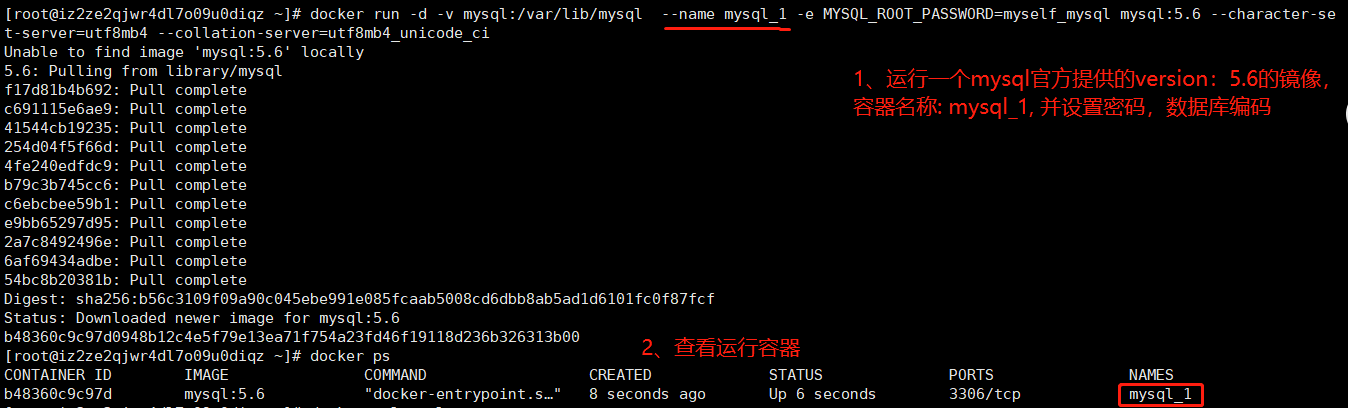 [root@iz2ze2qjwr4dl7o09u0diqz ~]# docker run -d -v mysql:/var/lib/mysql  --name mysql_1 -e MYSQL_ROOT_PASSWORD=myself_mysql mysql:5.6 --character-se
t-server=utf8mb4 --collation-server=utf8mb4_unicode_ci
Unable to find image 'mysql:5.6' locally
5.6: Pulling from library/mysql
f17d81b4b692: Pull complete
c691115e6ae9: Pull complete
41544cb19235: Pull complete
254d04f5f66d: Pull complete
4fe240edfdc9: Pull complete
b79c3b745cc6: Pull complete
c6ebcbee59b1: Pull complete
e9bb65297d95: Pull complete
2a7c8492496e: Pull complete
6af69434adbe: Pull complete
54bc8b20381b: Pull complete
1、运行一个mysql官方提供的version：5.6的镜像，
容器名称: mysql_1, 并设置密码，数据库编码
Digest: sha256:b56c3109f09a90c045ebe991e085fcaab5008cd6dbb8ab5ad1d6101fc0f87fcf
Status: Downloaded newer image for mysql:5.6
b48360c9c97d0948b12c4e5f79e13ea71f754a23fd46f19118d236b326313b00
[root@iz2ze2qjwr4dl7o09u0diqz ~]# docker ps
2、查看运行容器
CONTAINER ID        IMAGE               COMMAND                  CREATED             STATUS              PORTS               NAMES
b48360c9c97d        mysql:5.6           "docker-entrypoint.s…"   8 seconds ago       Up 6 seconds        3306/tcp            mysql_1